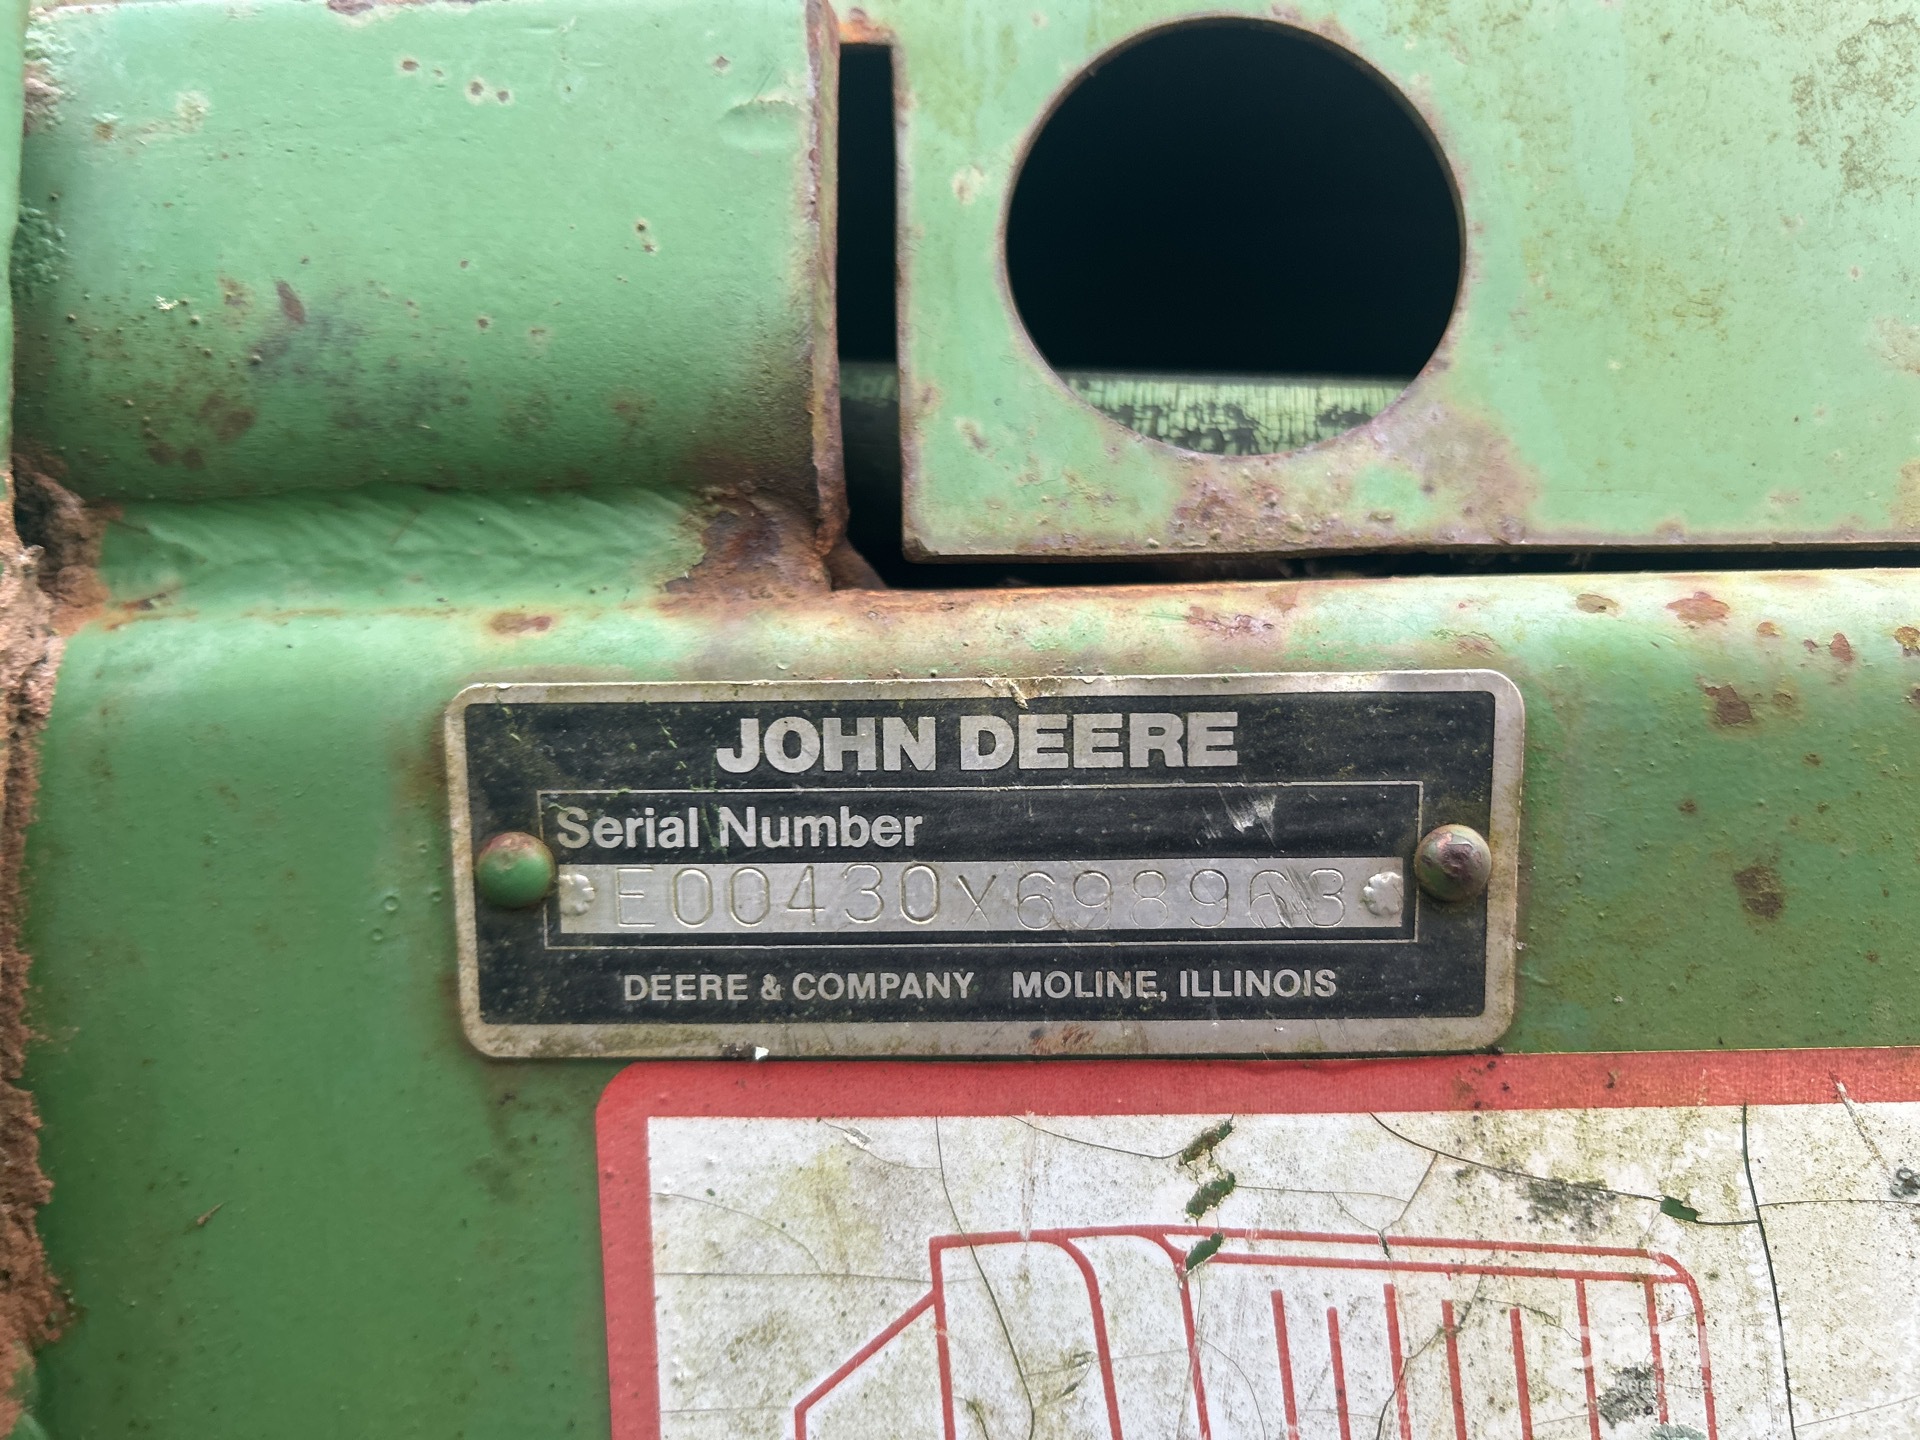 JOHN DEERE
Serial Number
E00430X698963
DEERE & COMPANY MOLINE, ILLINOIS